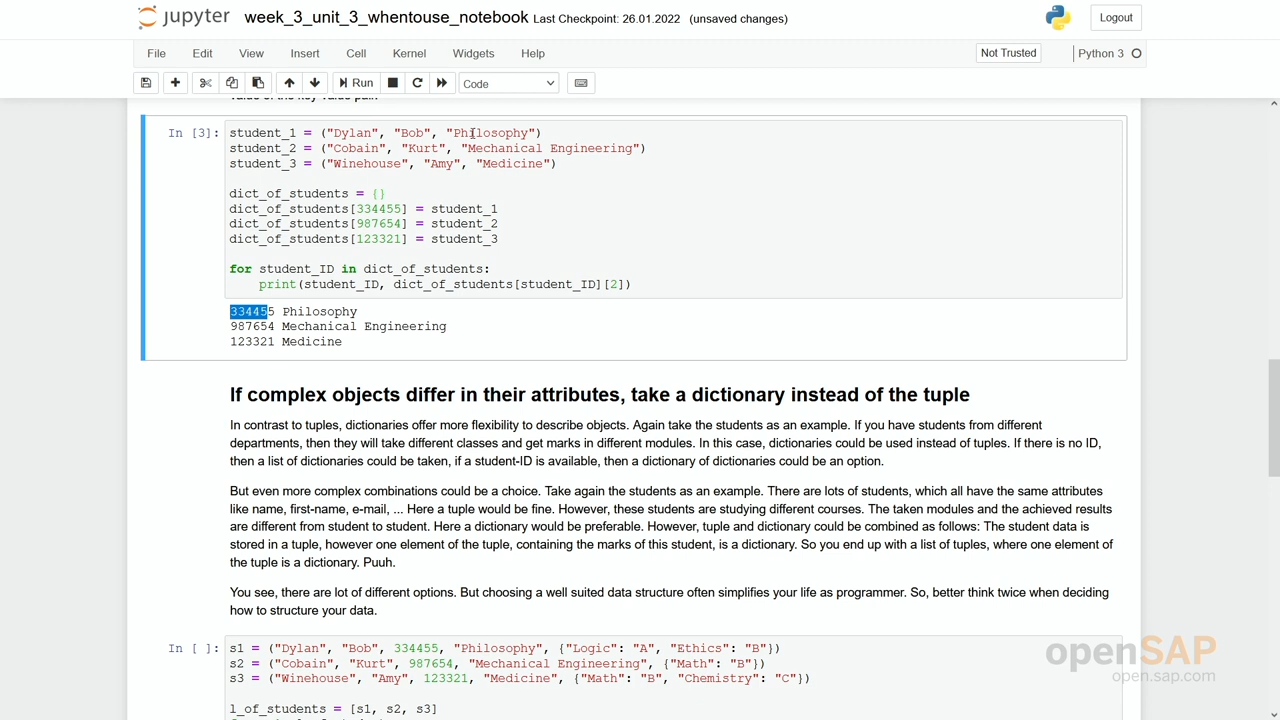 jupyter week_3_unit_3_whentouse_notebook Last Checkpoint: 26.01.2022 (unsaved changes) Logout
File Edit View Insert Cell Kernel Widgets Help Not Trusted Python 3
Run Code
value of the key value pair
In [3]: student_1 = ("Dylan", "Bob", "Philosophy")
student_2 = ("Cobain", "Kurt", "Mechanical Engineering")
student_3 = ("Winehouse", "Amy", "Medicine")
dict_of_students = {}
dict_of_students[334455] = student_1
dict_of_students[987654] = student_2
dict_of_students[123321] = student_3
for student_ID in dict_of_students:
    print(student_ID, dict_of_students[student_ID][2])
334455 Philosophy
987654 Mechanical Engineering
123321 Medicine
If complex objects differ in their attributes, take a dictionary instead of the tuple
In contrast to tuples, dictionaries offer more flexibility to describe objects. Again take the students as an example. If you have students from different
departments, then they will take different classes and get marks in different modules. In this case, dictionaries could be used instead of tuples. If there is no ID,
then a list of dictionaries could be taken, if a student-ID is available, then a dictionary of dictionaries could be an option.
But even more complex combinations could be a choice. Take again the students as an example. There are lots of students, which all have the same attributes
like name, first-name, e-mail, ... Here a tuple would be fine. However, these students are studying different courses. The taken modules and the achieved results
are different from student to student. Here a dictionary would be preferable. However, tuple and dictionary could be combined as follows: The student data is
stored in a tuple, however one element of the tuple, containing the marks of this student, is a dictionary. So you end up with a list of tuples, where one element of
the tuple is a dictionary. Puuh.
You see, there are lot of different options. But choosing a well suited data structure often simplifies your life as programmer. So, better think twice when deciding
how to structure your data.
In [ ]: s1 = ("Dylan", "Bob", 334455, "Philosophy", {"Logic": "A", "Ethics": "B"})
s2 = ("Cobain", "Kurt", 987654, "Mechanical Engineering", {"Math": "B"})
s3 = ("Winehouse", "Amy", 123321, "Medicine", {"Math": "B", "Chemistry": "C"})
l_of_students = [s1, s2, s3]
openSAP
open.sap.com